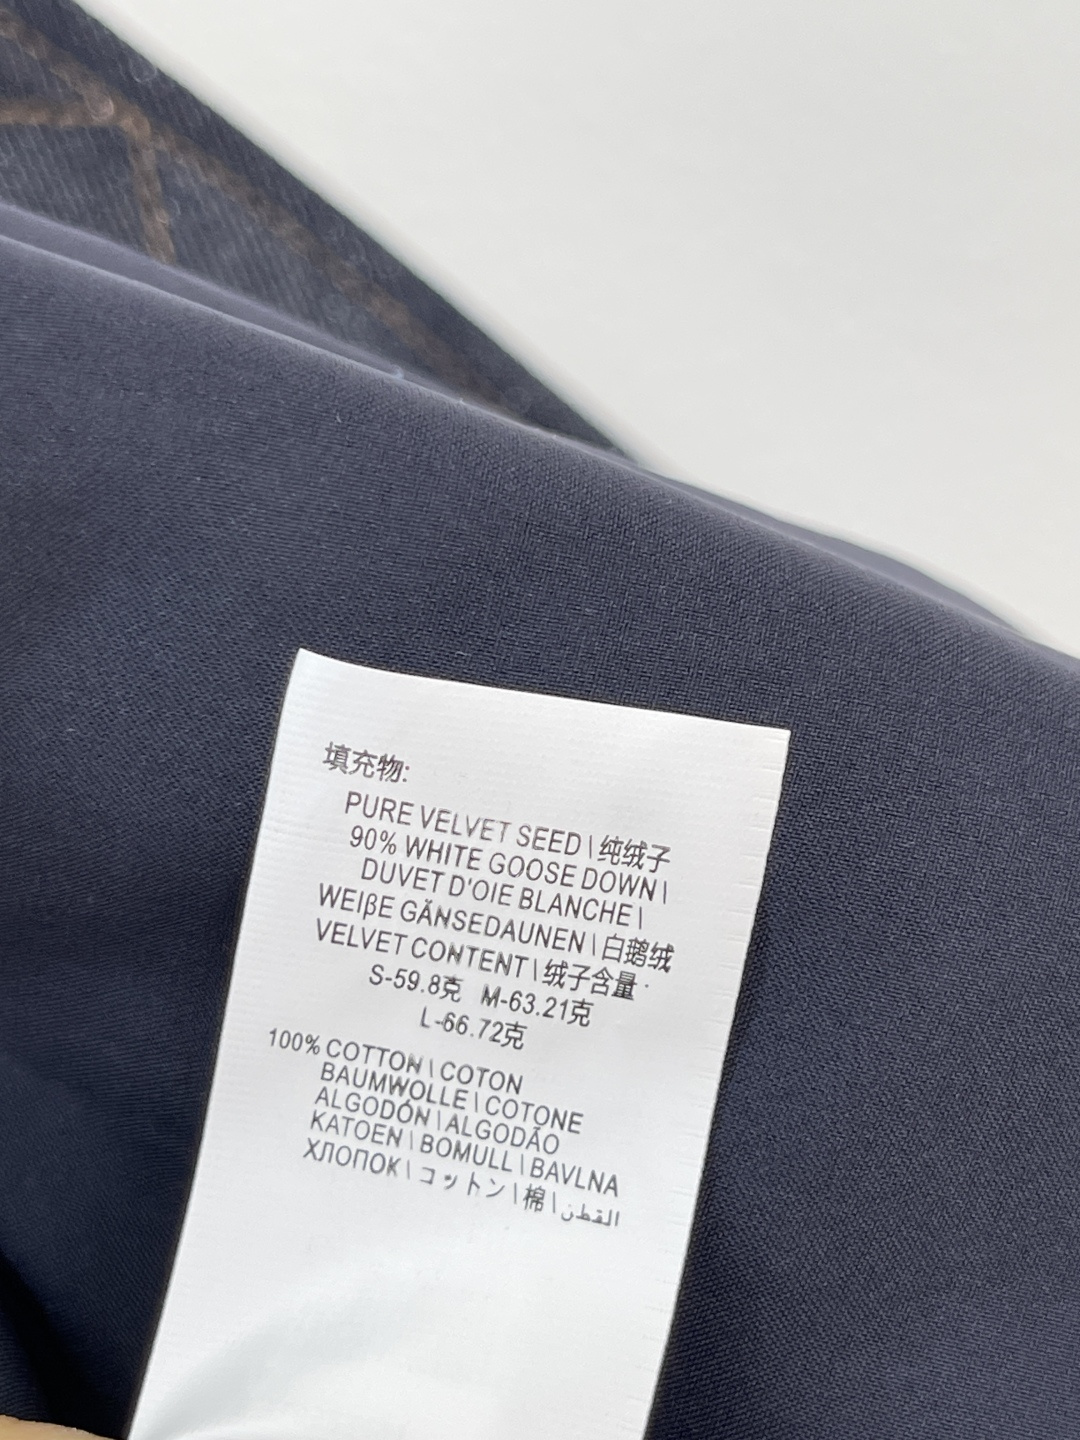 填充物:
PURE VELVET SEED \ 纯绒子
90% WHITE GOOSE DOWN \
DUVET D'OIE BLANCHE \
WEIβE GÄNSEDAUNEN \ 白鹅绒
VELVET CONTENT \ 绒子含量·
S-59.8克 M-63.21克
L-66.72克
100% COTTON \ COTON
BAUMWOLLE \ COTONE
ALGODÓN \ ALGODÃO
KATOEN \ BOMULL \ BAVLNA
ХЛОПОК \ コットン \ 棉 \ القطن